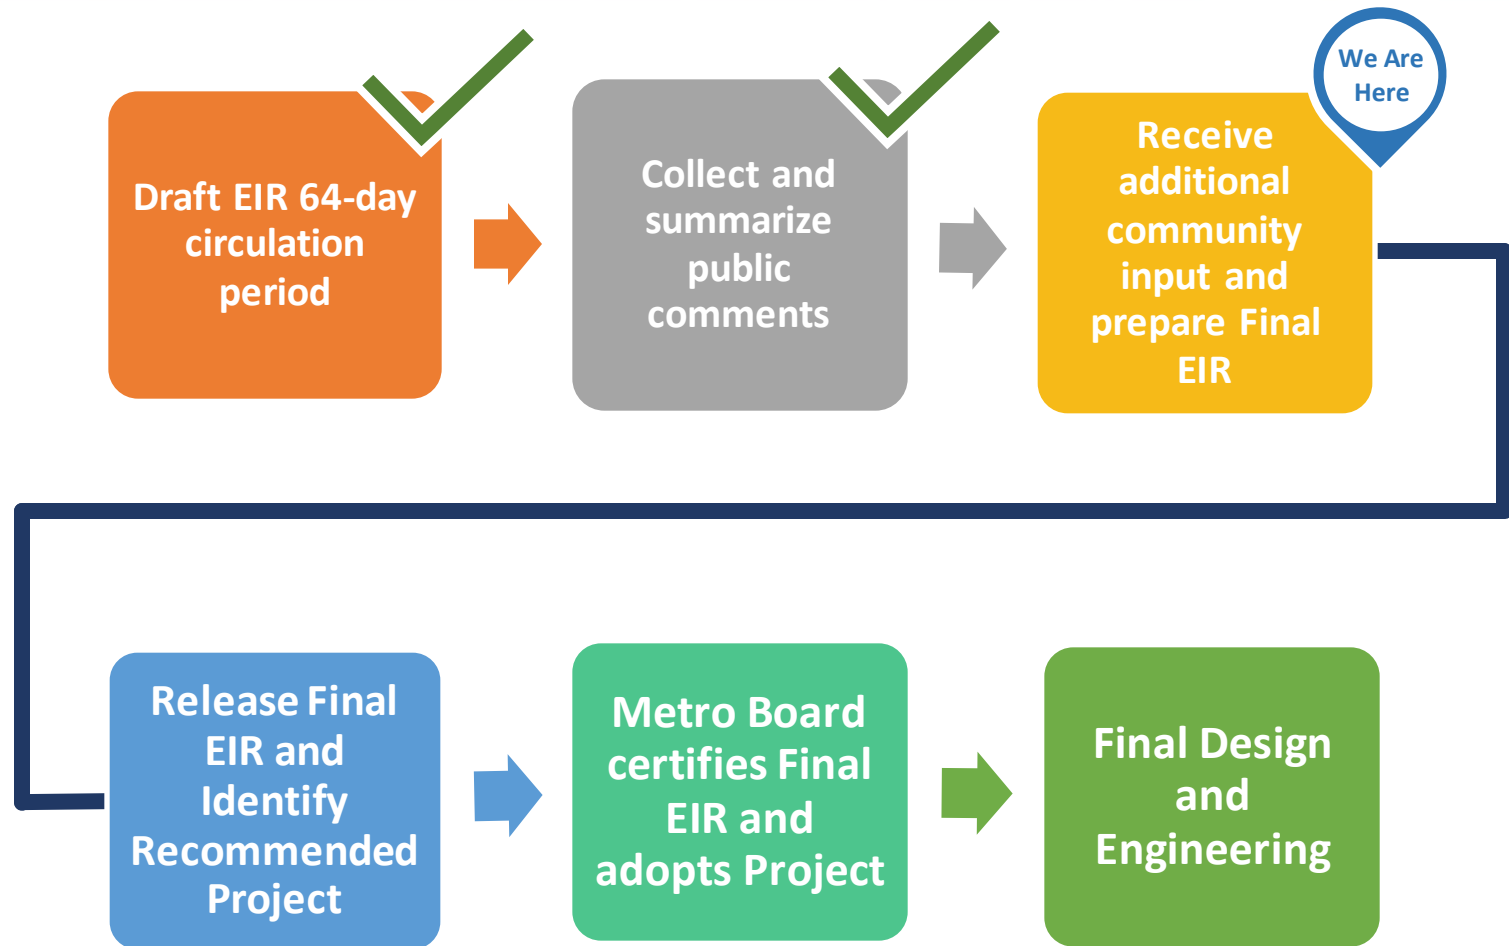 Draft EIR 64-day
circulation
period
Collect and
summarize
public
comments
We Are
Here
Receive
additional
community
input and
prepare Final
EIR
Release Final
EIR and
Identify
Recommended
Project
Metro Board
certifies Final
EIR and
adopts Project
Final Design
and
Engineering